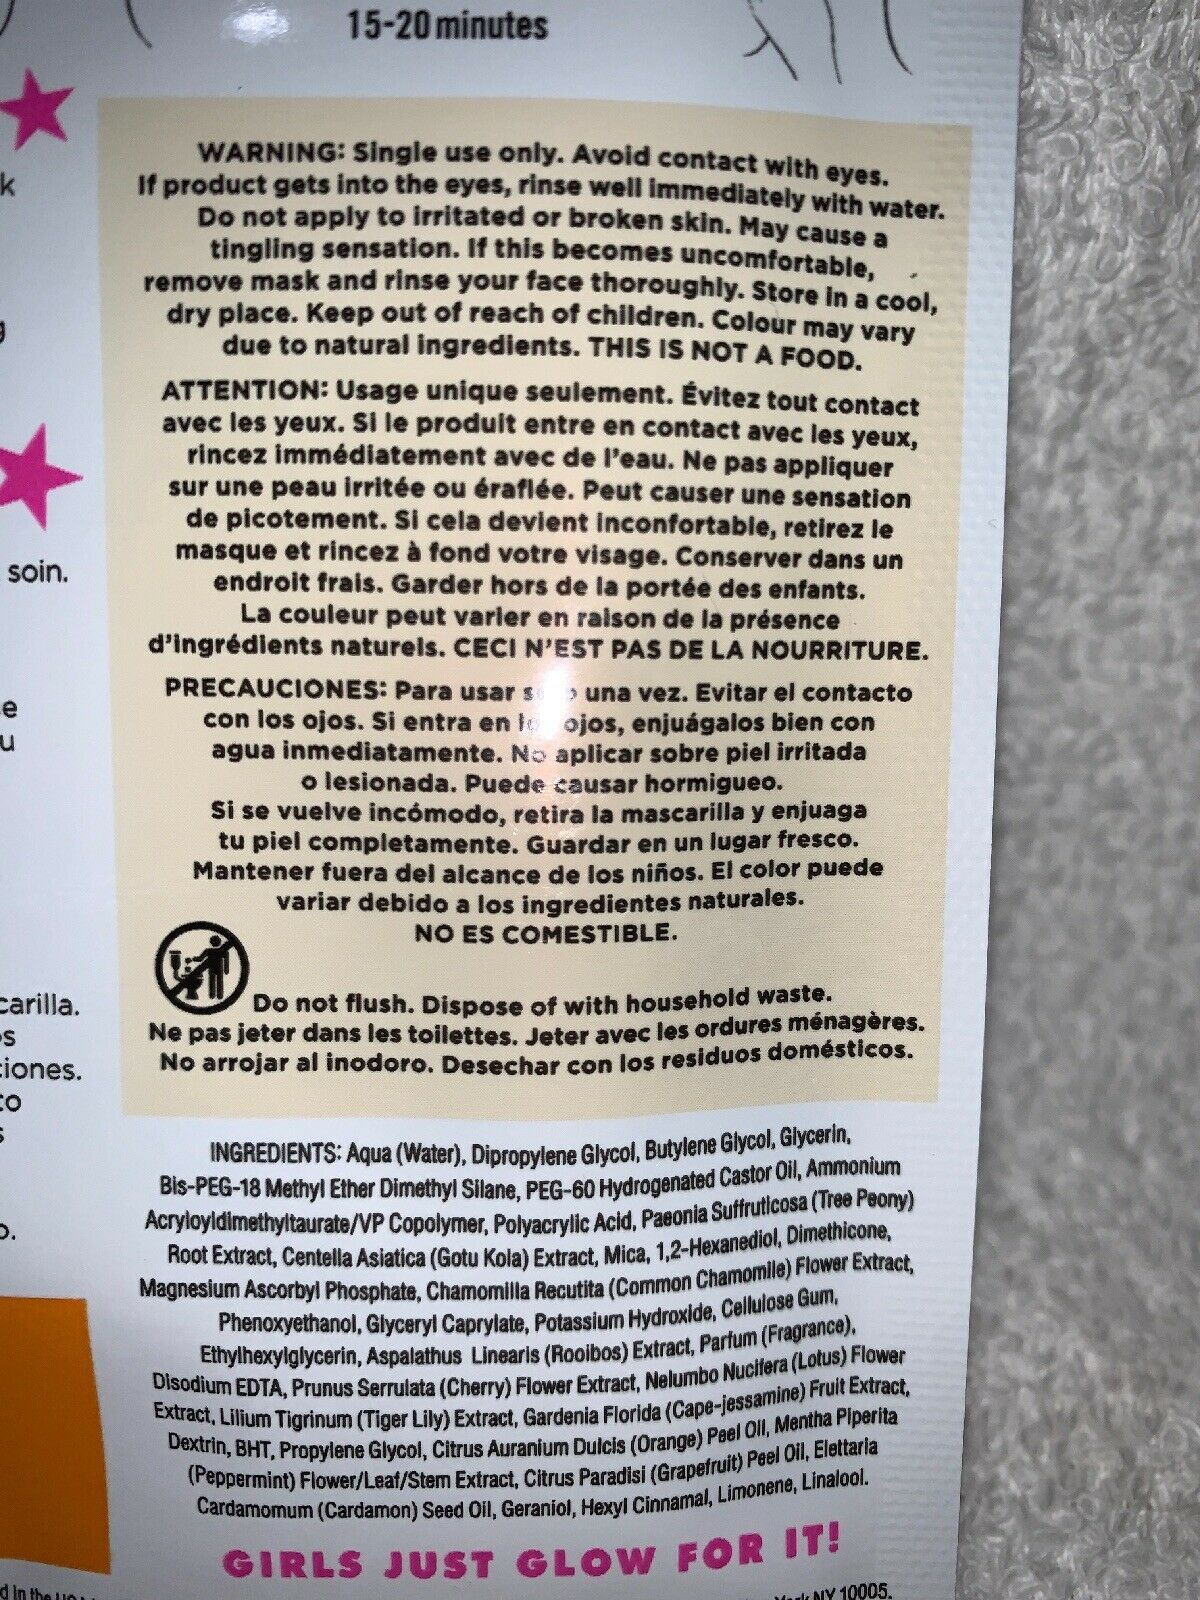 15-20 minutes
WARNING: Single use only. Avoid contact with eyes.
If product gets into the eyes, rinse well immediately with water.
Do not apply to irritated or broken skin. May cause a
tingling sensation. If this becomes uncomfortable,
remove mask and rinse your face thoroughly. Store in a cool,
dry place. Keep out of reach of children. Colour may vary
due to natural ingredients. THIS IS NOT A FOOD.
ATTENTION: Usage unique seulement. Évitez tout contact
avec les yeux. Si le produit entre en contact avec les yeux,
rincez immédiatement avec de l'eau. Ne pas appliquer
sur une peau irritée ou éraflée. Peut causer une sensation
de picotement. Si cela devient inconfortable, retirez le
masque et rincez à fond votre visage. Conserver dans un
endroit frais. Garder hors de la portée des enfants.
La couleur peut varier en raison de la présence
d'ingrédients naturels. CECI N'EST PAS DE LA NOURRITURE.
PRECAUCIONES: Para usar una vez. Evitar el contacto
con los ojos. Si entra en ojos, enjuágalos bien con
agua inmediatamente. No aplicar sobre piel irritada
o lesionada. Puede causar hormigueo.
Si se vuelve incómodo, retira la mascarilla y enjuaga
tu piel completamente. Guardar en un lugar fresco.
Mantener fuera del alcance de los niños. El color puede
variar debido a los ingredientes naturales.
NO ES COMESTIBLE.
Do not flush. Dispose of with household waste.
Ne pas jeter dans les toilettes. Jeter avec les ordures ménagères.
No arrojar al inodoro. Desechar con los residuos domésticos.
INGREDIENTS: Aqua (Water), Dipropylene Glycol, Butylene Glycol, Glycerin,
Bis-PEG-18 Methyl Ether Dimethyl Silane, PEG-60 Hydrogenated Castor Oil, Ammonium
Acryloyldimethyltaurate/VP Copolymer, Polyacrylic Acid, Paeonia Suffruticosa (Tree Peony)
Root Extract, Centella Asiatica (Gotu Kola) Extract, Mica, 1,2-Hexanediol, Dimethicone,
Magnesium Ascorbyl Phosphate, Chamomilla Recutita (Common Chamomile) Flower Extract,
Phenoxyethanol, Glyceryl Caprylate, Potassium Hydroxide, Cellulose Gum,
Ethylhexylglycerin, Aspalathus Linearis (Rooibos) Extract, Parfum (Fragrance),
Disodium EDTA, Prunus Serrulata (Cherry) Flower Extract, Nelumbo Nucifera (Lotus) Flower
Extract, Lilium Tigrinum (Tiger Lily) Extract, Gardenia Florida (Cape-jessamine) Fruit Extract,
Dextrin, BHT, Propylene Glycol, Citrus Aurantium Dulcis (Orange) Peel Oil, Mentha Piperita
(Peppermint) Flower/Leaf/Stem Extract, Citrus Paradisi (Grapefruit) Peel Oil, Elettaria
Cardamomum (Cardamon) Seed Oil, Geraniol, Hexyl Cinnamal, Limonene, Linalool.
GIRLS JUST GLOW FOR IT!
NY 10005.
soin.
carilla.
ciones.
in the